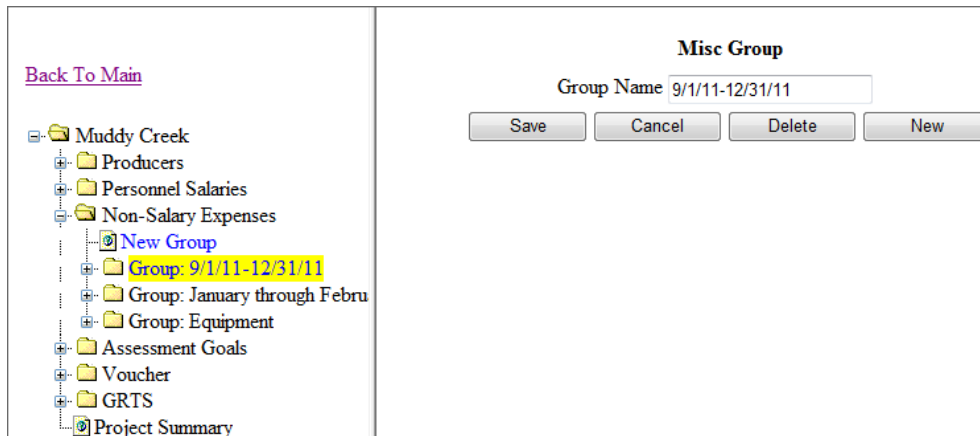 Back To Main
Muddy Creek
Producers
Personnel Salaries
Non-Salary Expenses
New Group
Group: 9/1/11-12/31/11
Group: January through Febru
Group: Equipment
Assessment Goals
Voucher
GRTS
Project Summary
Misc Group
Group Name 9/1/11-12/31/11
Save Cancel Delete New